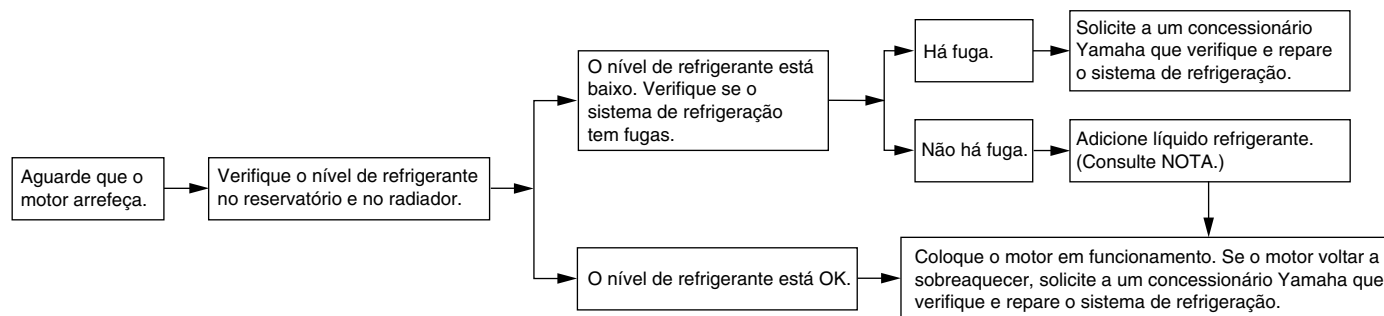 Aguarde que o
motor arrefeça.
Verifique o nível de refrigerante
no reservatório e no radiador.
O nível de refrigerante está
baixo. Verifique se o
sistema de refrigeração
tem fugas.
Há fuga.
Solicite a um concessionário
Yamaha que verifique e repare
o sistema de refrigeração.
Não há fuga.
Adicione líquido refrigerante.
(Consulte NOTA.)
O nível de refrigerante está OK.
Coloque o motor em funcionamento. Se o motor voltar a
sobreaquecer, solicite a um concessionário Yamaha que
verifique e repare o sistema de refrigeração.